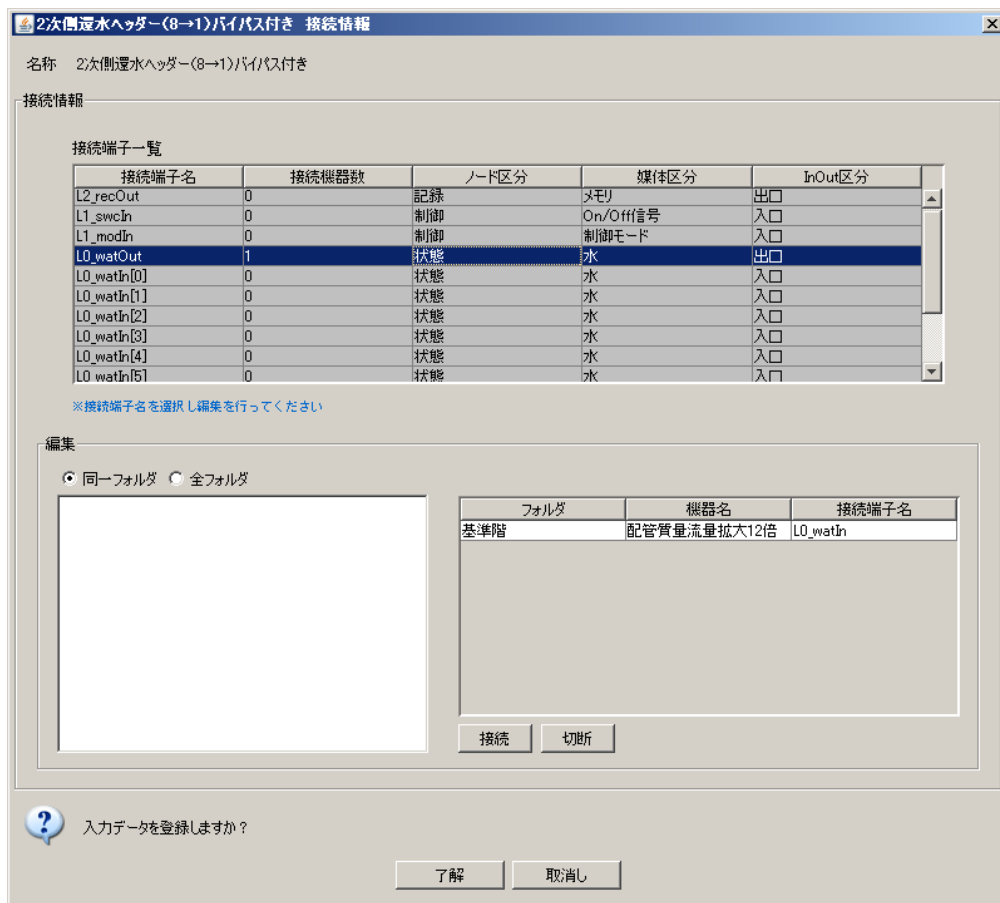 2次側還水ヘッダー(8→1)バイパス付き 接続情報
名称 2次側還水ヘッダー(8→1)バイパス付き
接続情報
接続端子一覧
接続端子名 接続機器数 ノード区分 媒体区分 InOut区分
L2_recOut 0 記録 メモリ 出口
L1_swcIn 0 制御 On/Off信号 入口
L1_modIn 0 制御 制御モード 入口
L0_watOut 1 状態 水 出口
L0_watIn[0] 0 状態 水 入口
L0_watIn[1] 0 状態 水 入口
L0_watIn[2] 0 状態 水 入口
L0_watIn[3] 0 状態 水 入口
L0_watIn[4] 0 状態 水 入口
L0_watIn[5] 0 状態 水 入口
※接続端子名を選択し編集を行ってください
編集
同一フォルダ 全フォルダ
フォルダ 機器名 接続端子名
基準階 配管質量流量拡大12倍 L0_watIn
接続 切断
入力データを登録しますか?
了解 取消し